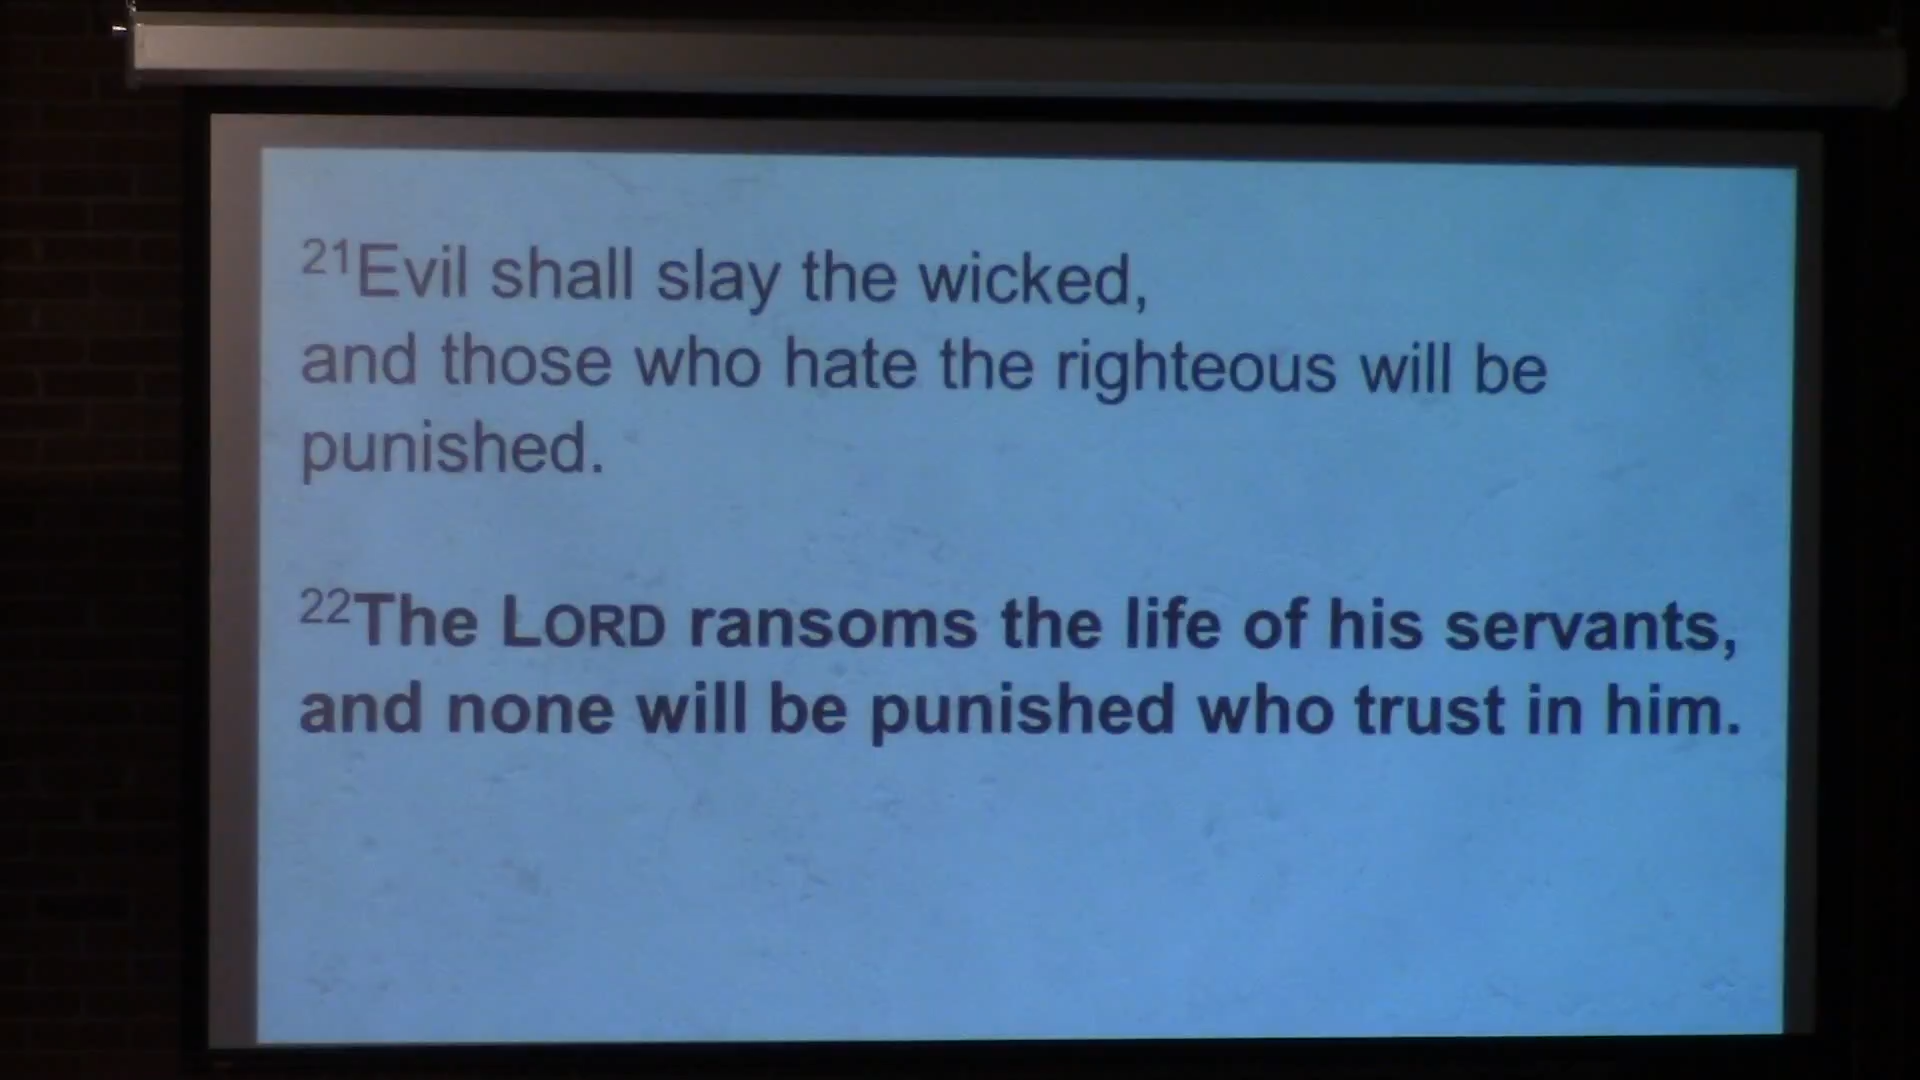 21Evil shall slay the wicked,
and those who hate the righteous will be
punished.
22The LORD ransoms the life of his servants,
and none will be punished who trust in him.